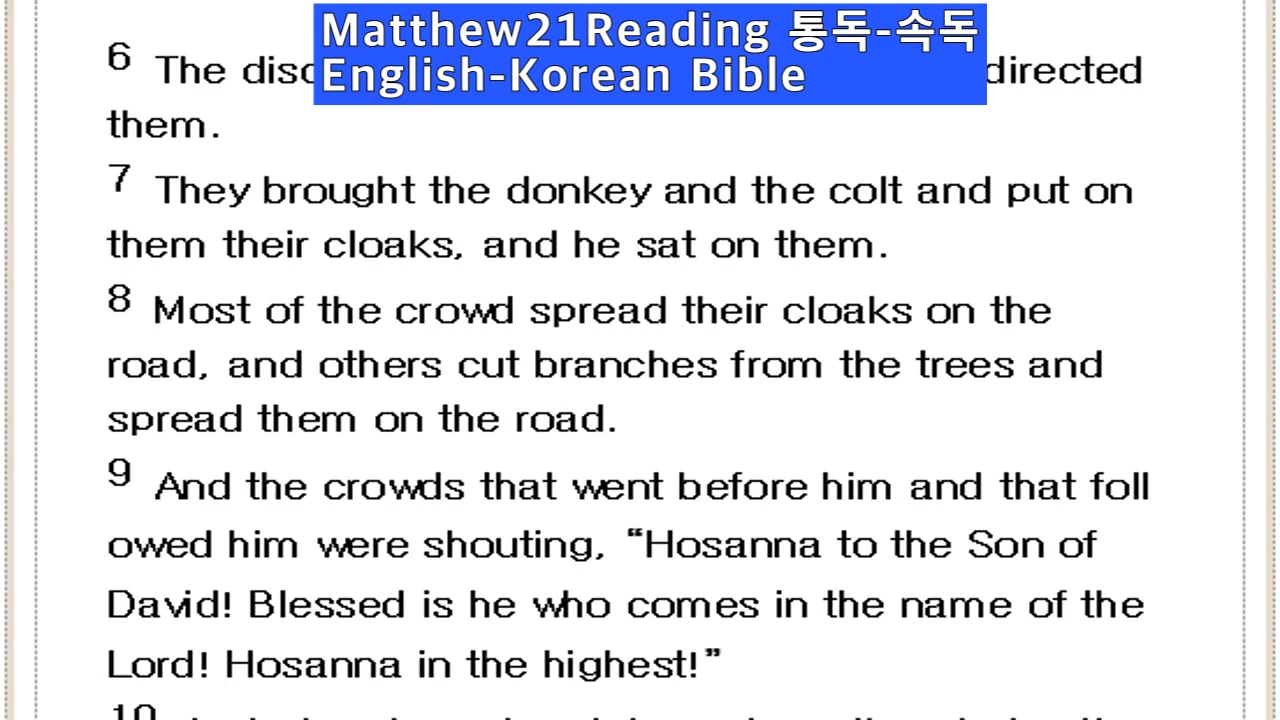 Matthew21Reading 통독-속독
English-Korean Bible
6 The directed
them.
7 They brought the donkey and the colt and put on
them their cloaks, and he sat on them.
8 Most of the crowd spread their cloaks on the
road, and others cut branches from the trees and
spread them on the road.
9 And the crowds that went before him and that foll
owed him were shouting, “Hosanna to the Son of
David! Blessed is he who comes in the name of the
Lord! Hosanna in the highest!”
10